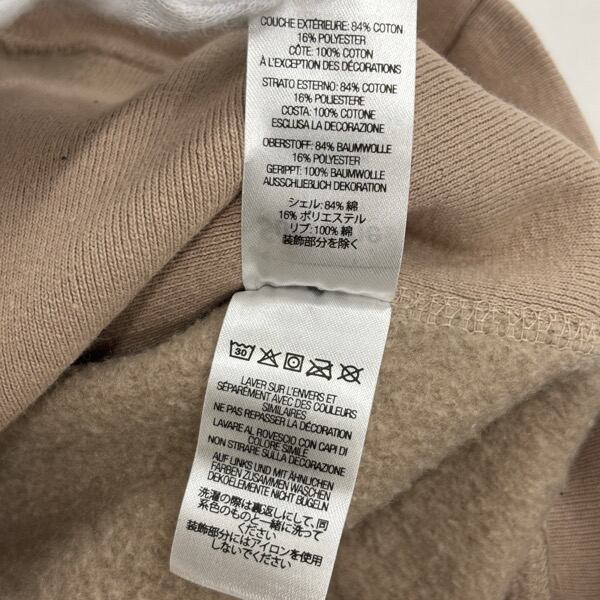 COUCHE EXTÉRIEURE: 84% COTON
16% POLYESTER
CÔTE: 100% COTON
À L'EXCEPTION DES DÉCORATIONS
STRATO ESTERNO: 84% COTONE
16% POLIESTERE
COSTA: 100% COTONE
ESCLUSA LA DECORAZIONE
OBERSTOFF: 84% BAUMWOLLE
16% POLYESTER
GERIPPT: 100% BAUMWOLLE
AUSSCHLIEßLICH DEKORATION
シェル: 84% 綿
16% ポリエステル
リブ: 100% 綿
装飾部分を除く
30
LAVER SUR L'ENVERS ET
SÉPARÉMENT AVEC DES COULEURS
SIMILAIRES
NE PAS REPASSER LA DÉCORATION
LAVARE AL ROVESCIO CON CAPI DI
COLORE SIMILE
NON STIRARE SULLA DECORAZIONE
AUF LINKS UND MIT ÄHNLICHEN
FARBEN ZUSAMMEN WASCHEN
DEKOELEMENTE NICHT BÜGELN
洗濯の際は裏返しにして、同
系色のものと一緒に洗って
ください
装飾部分にはアイロンを使用
しないでください